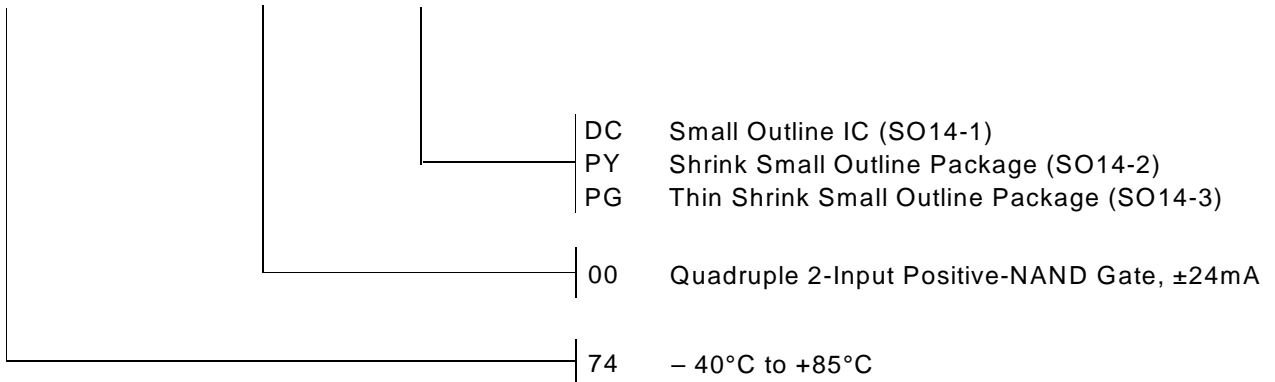 DC Small Outline IC (SO14-1)
PY Shrink Small Outline Package (SO14-2)
PG Thin Shrink Small Outline Package (SO14-3)
00 Quadruple 2-Input Positive-NAND Gate, ±24mA
74 – 40°C to +85°C